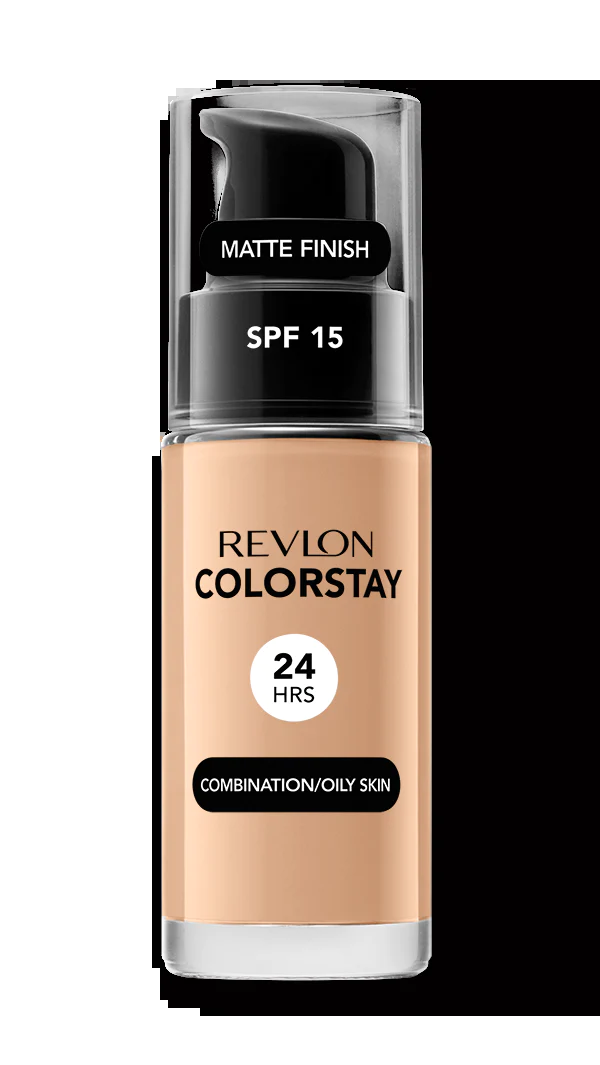 MATTE FINISH
SPF 15
REVLON
COLORSTAY
24
HRS
COMBINATION/OILY SKIN